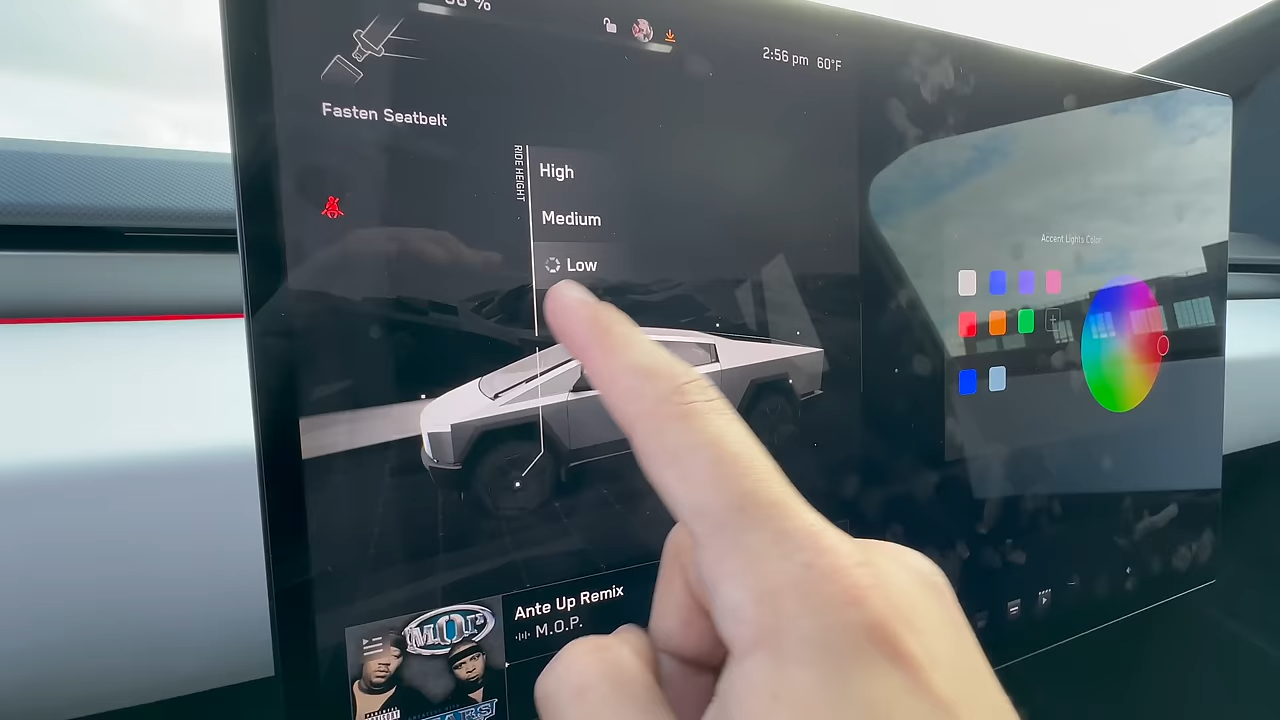 %
2:56 pm 60°F
Fasten Seatbelt
RIDE HEIGHT
High
Medium
Low
Accent Lights Color
Ante Up Remix
M.O.P.
M.O.P.